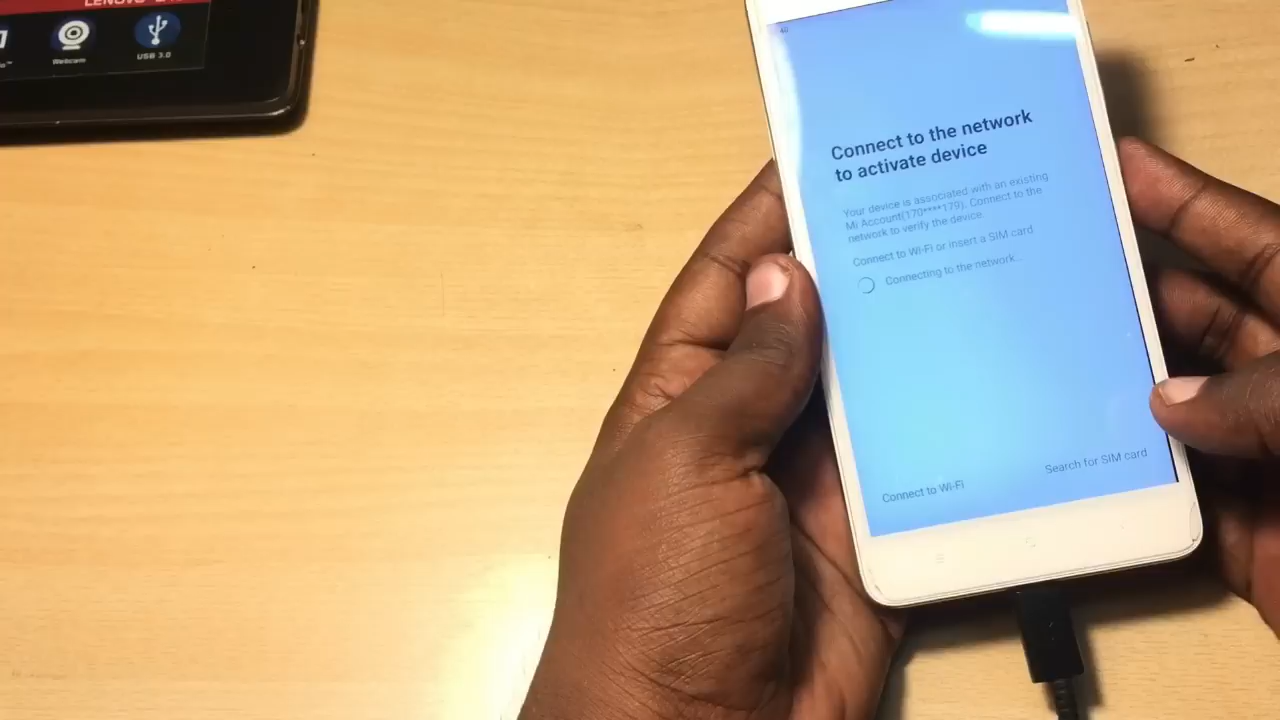 LENOVO
Webcam
USB 3.0
40
Connect to the network
to activate device
Your device is associated with an existing
Mi Account(170****179). Connect to the
network to verify the device.
Connect to Wi-Fi or insert a SIM card
Connecting to the network...
Connect to Wi-Fi
Search for SIM card